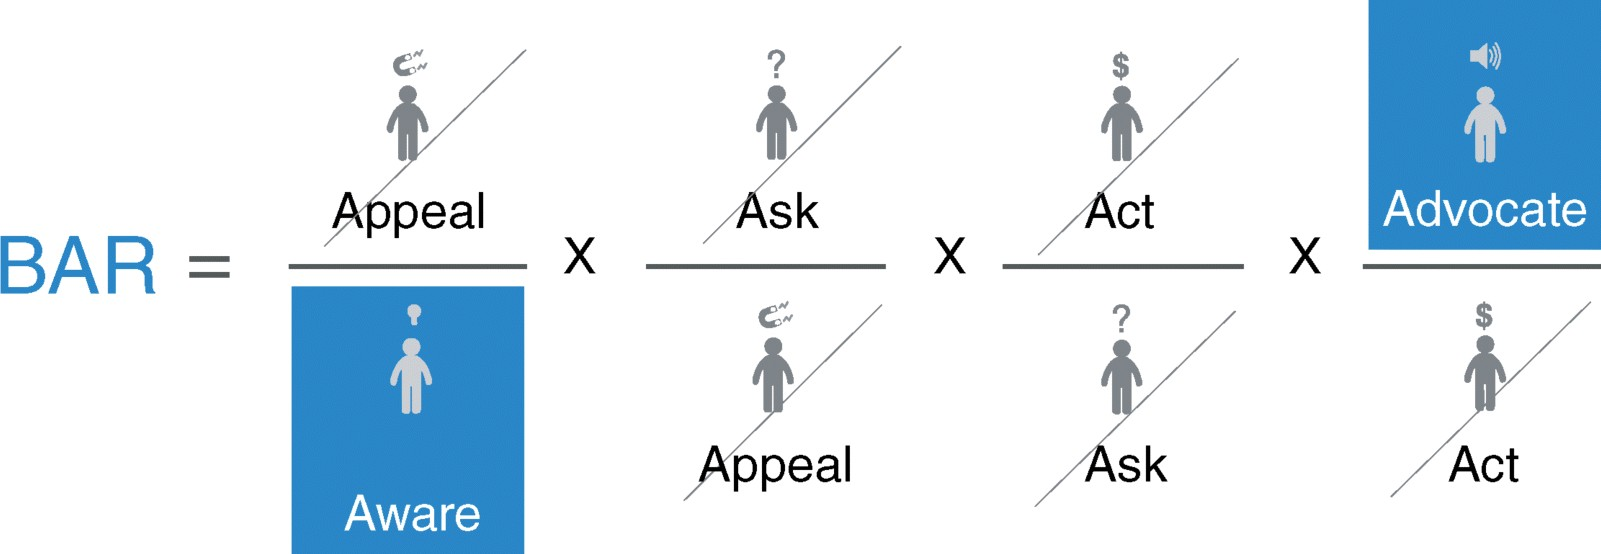 ? $
Appeal Ask Act Advocate
BAR = x x x
? $
Appeal Ask Act
Aware